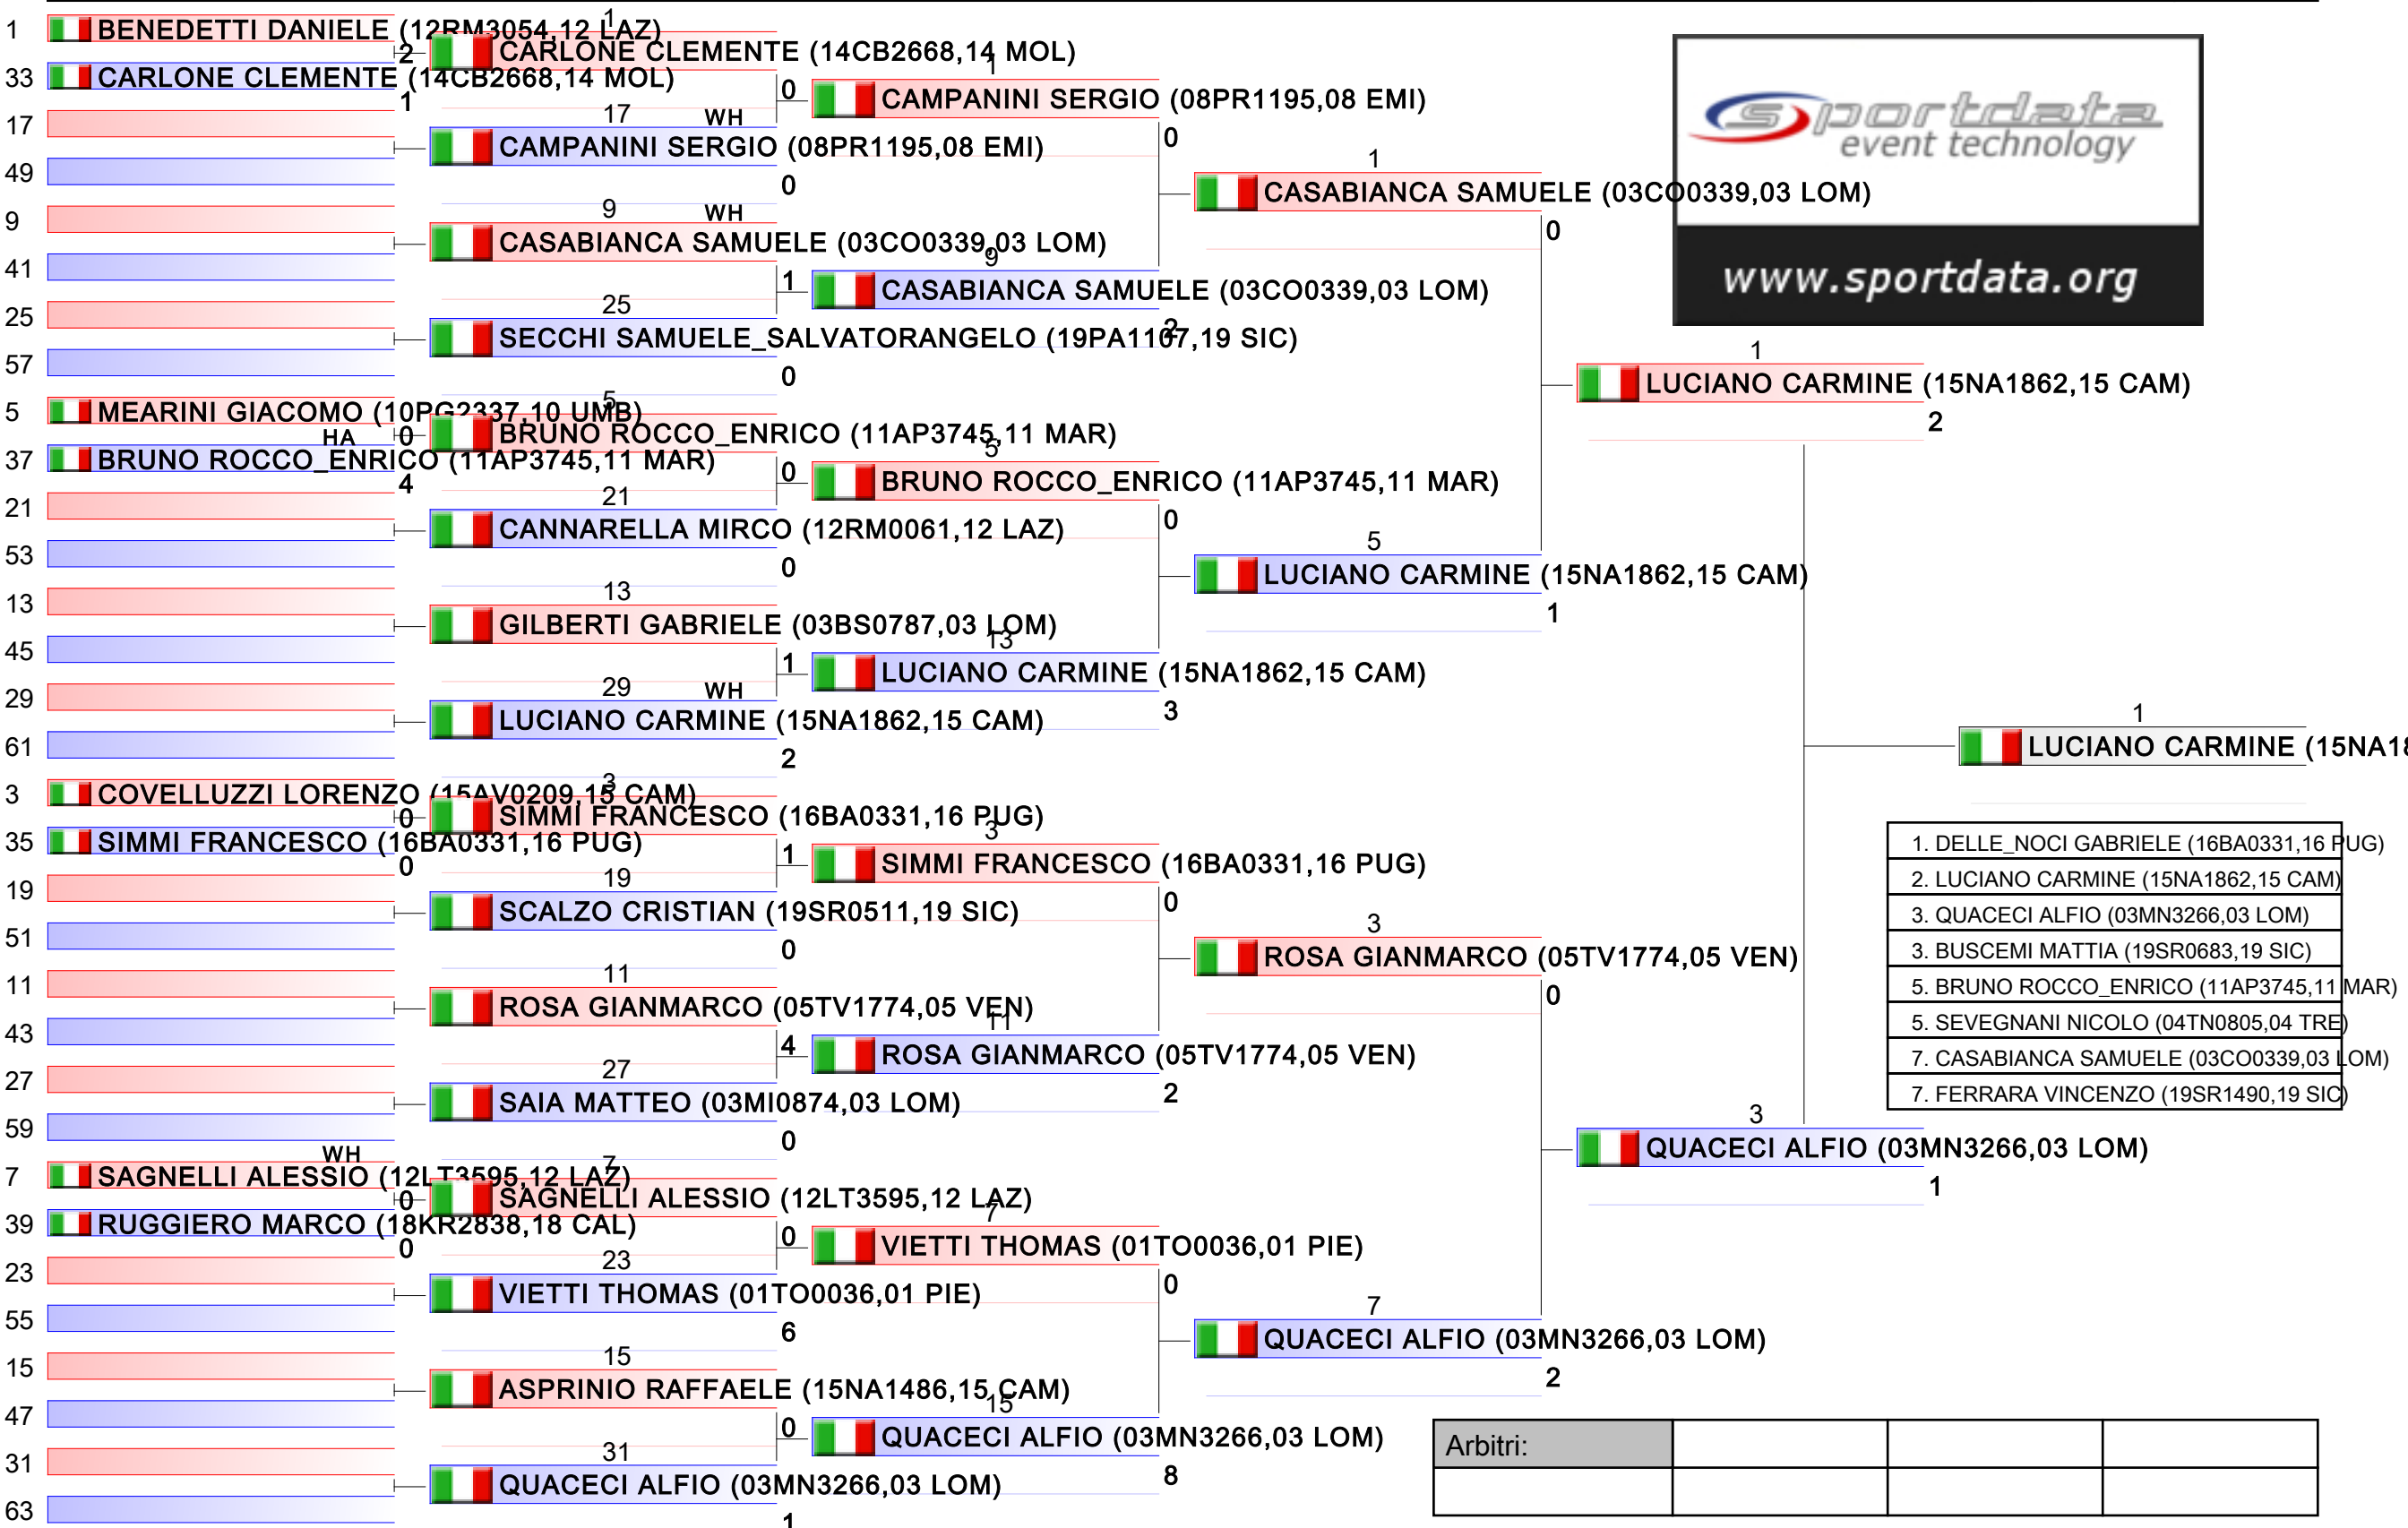 1 BENEDETTI DANIELE (12RM3054,12 LAZ)
2
33 CARLONE CLEMENTE (14CB2668,14 MOL)
1
17
49
9
41
25
57
5 MEARINI GIACOMO (10PG2337,10 UMB)
HA 0
37 BRUNO ROCCO_ENRICO (11AP3745,11 MAR)
4
21
53
13
45
29
61
3 COVELLUZZI LORENZO (15AV0209,15 CAM)
0
35 SIMMI FRANCESCO (16BA0331,16 PUG)
0
19
51
11
43
27
59
WH
7 SAGNELLI ALESSIO (12LT3595,12 LAZ)
0
39 RUGGIERO MARCO (18KR2838,18 CAL)
0
23
55
15
47
31
63
1
CARLONE CLEMENTE (14CB2668,14 MOL)
0
17 WH
CAMPANINI SERGIO (08PR1195,08 EMI)
0
9 WH
CASABIANCA SAMUELE (03CO0339,03 LOM)
1
25
SECCHI SAMUELE_SALVATORANGELO (19PA1107,19 SIC)
0
5
BRUNO ROCCO_ENRICO (11AP3745,11 MAR)
0
21
CANNARELLA MIRCO (12RM0061,12 LAZ)
0
13
GILBERTI GABRIELE (03BS0787,03 LOM)
1
29 WH
LUCIANO CARMINE (15NA1862,15 CAM)
2
3
SIMMI FRANCESCO (16BA0331,16 PUG)
1
19
SCALZO CRISTIAN (19SR0511,19 SIC)
0
11
ROSA GIANMARCO (05TV1774,05 VEN)
4
27
SAIA MATTEO (03MI0874,03 LOM)
0
7
SAGNELLI ALESSIO (12LT3595,12 LAZ)
0
23
VIETTI THOMAS (01TO0036,01 PIE)
6
15
ASPRINIO RAFFAELE (15NA1486,15 CAM)
0
31
QUACECI ALFIO (03MN3266,03 LOM)
1
1
CAMPANINI SERGIO (08PR1195,08 EMI)
0
9
CASABIANCA SAMUELE (03CO0339,03 LOM)
2
5
BRUNO ROCCO_ENRICO (11AP3745,11 MAR)
0
13
LUCIANO CARMINE (15NA1862,15 CAM)
3
3
SIMMI FRANCESCO (16BA0331,16 PUG)
0
11
ROSA GIANMARCO (05TV1774,05 VEN)
2
7
VIETTI THOMAS (01TO0036,01 PIE)
0
15
QUACECI ALFIO (03MN3266,03 LOM)
8
1
CASABIANCA SAMUELE (03CO0339,03 LOM)
0
5
LUCIANO CARMINE (15NA1862,15 CAM)
1
3
ROSA GIANMARCO (05TV1774,05 VEN)
0
7
QUACECI ALFIO (03MN3266,03 LOM)
2
sportdata
event technology
www.sportdata.org
1
LUCIANO CARMINE (15NA1862,15 CAM)
2
3
QUACECI ALFIO (03MN3266,03 LOM)
1
1
LUCIANO CARMINE (15NA18
1. DELLE_NOCI GABRIELE (16BA0331,16 PUG)
2. LUCIANO CARMINE (15NA1862,15 CAM)
3. QUACECI ALFIO (03MN3266,03 LOM)
3. BUSCEMI MATTIA (19SR0683,19 SIC)
5. BRUNO ROCCO_ENRICO (11AP3745,11 MAR)
5. SEVEGNANI NICOLO (04TN0805,04 TRE)
7. CASABIANCA SAMUELE (03CO0339,03 LOM)
7. FERRARA VINCENZO (19SR1490,19 SIC)
Arbitri: